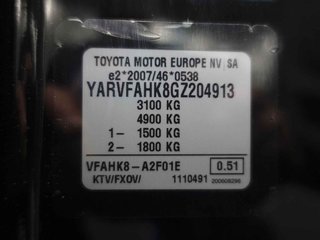 TOYOTA MOTOR EUROPE NV SA
e2*2007/46*0538
YARVFAHK8GZ204913
3100 KG
4900 KG
1- 1500 KG
2- 1800 KG
VFAHK8-A2F01E 0.51
KTV/FXOV/ 1110491 200609296